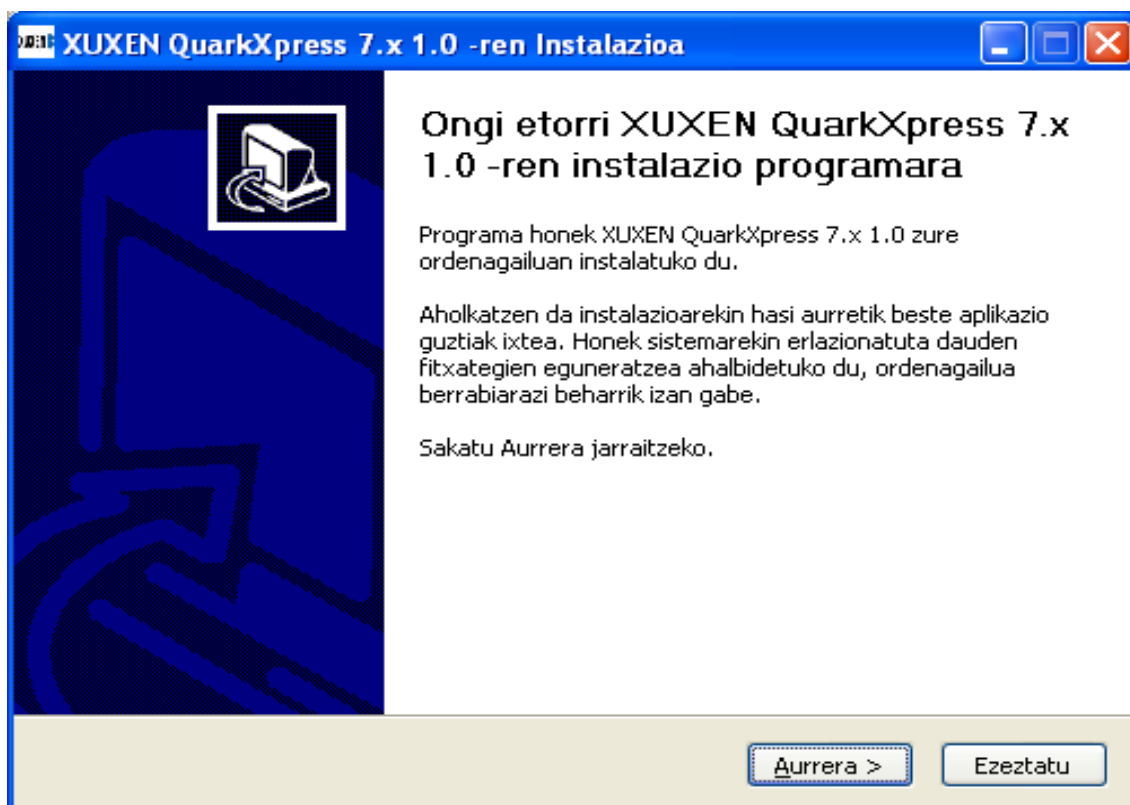 XUXEN QuarkXpress 7.x 1.0 -ren Instalazioa
Ongi etorri XUXEN QuarkXpress 7.x
1.0 -ren instalazio programara
Programa honek XUXEN QuarkXpress 7.x 1.0 zure
ordenagailuan instalatuko du.
Aholkatzen da instalazioarekin hasi aurretik beste aplikazio
guztiak ixtea. Honek sistemarekin erlazionatuta dauden
fitxategien eguneratzea ahalbidetuko du, ordenagailua
berrabiarazi beharrik izan gabe.
Sakatu Aurrera jarraitzeko.
Aurrera >
Ezeztatu